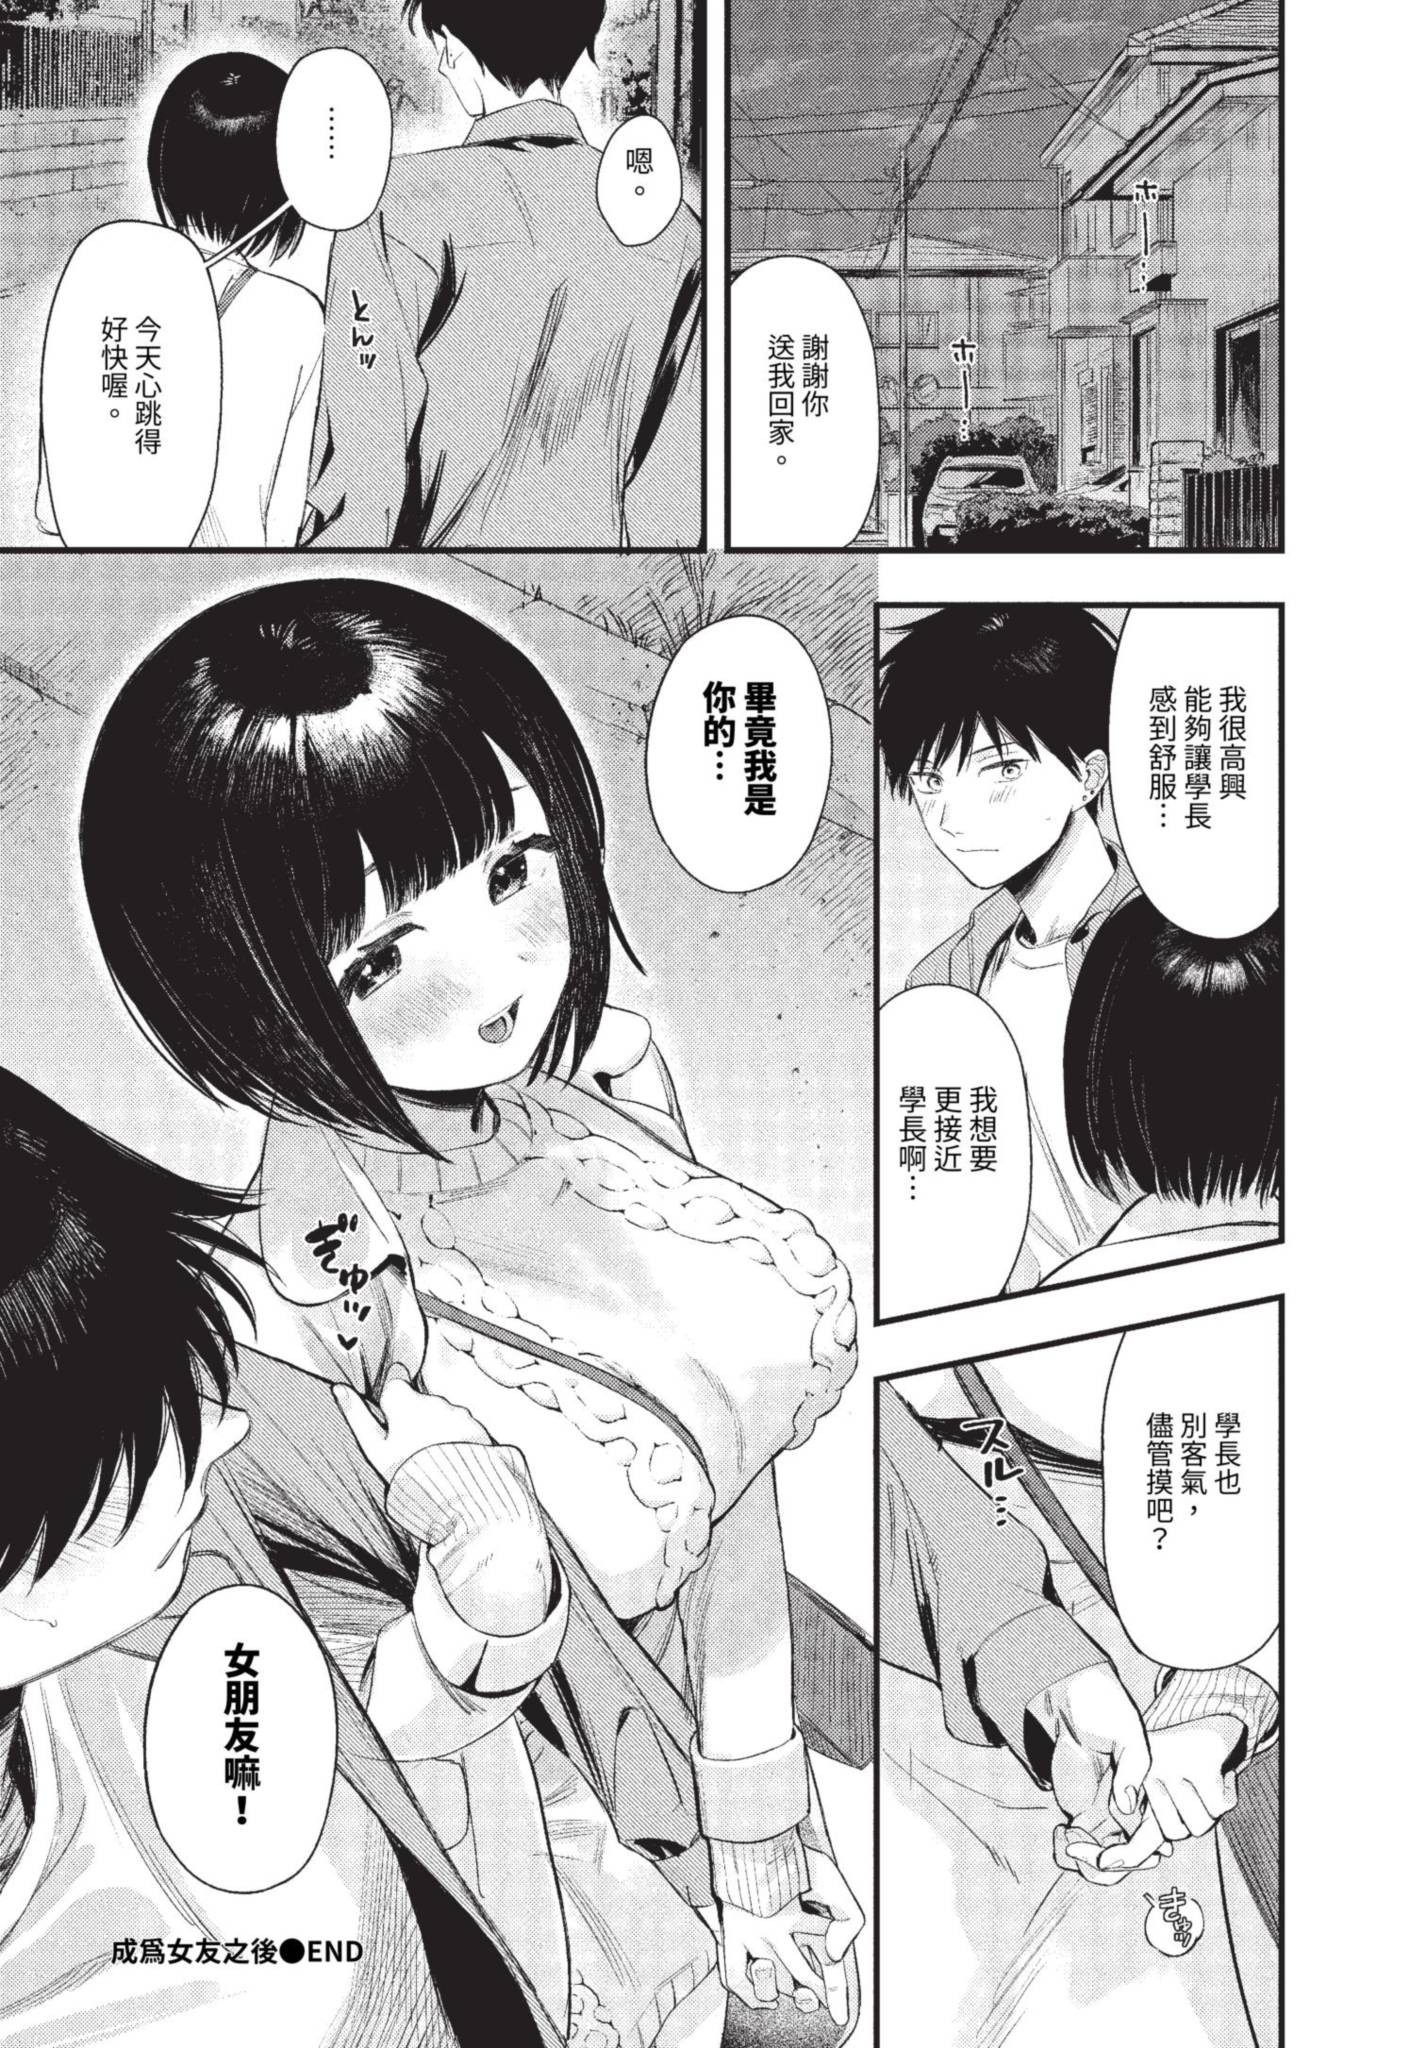 ホー…
ホー…
謝謝你
送我回家。
嗯。
……
とんッ
今天心跳得
好快喔。
我很高興
能夠讓學長
感到舒服…
我想要
更接近
學長啊…
學長也
別客氣，
儘管摸吧？
スル…
きゅッ
畢竟我是
你的…
ぎゅッ♥
女朋友嘛！
成爲女友之後●END